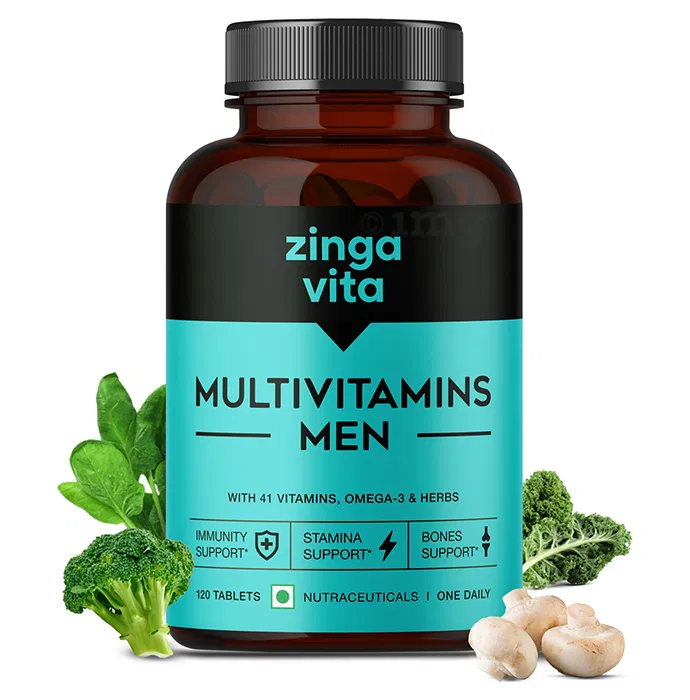 zinga
vita
MULTIVITAMINS
MEN
WITH 41 VITAMINS, OMEGA-3 & HERBS
IMMUNITY
SUPPORT*
STAMINA
SUPPORT*
BONES
SUPPORT*
120 TABLETS NUTRACEUTICALS | ONE DAILY